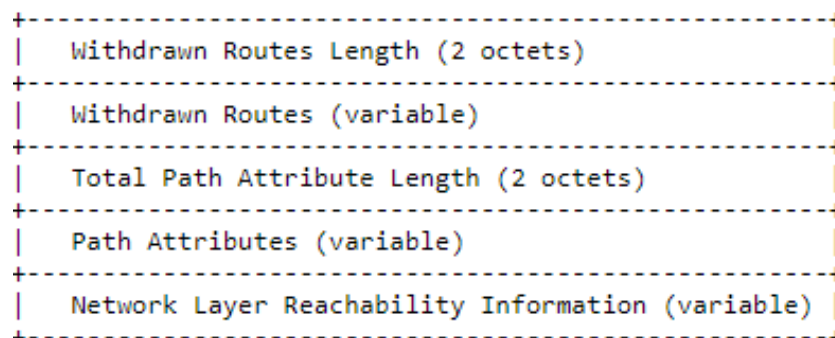 Withdrawn Routes Length (2 octets)
Withdrawn Routes (variable)
Total Path Attribute Length (2 octets)
Path Attributes (variable)
Network Layer Reachability Information (variable)